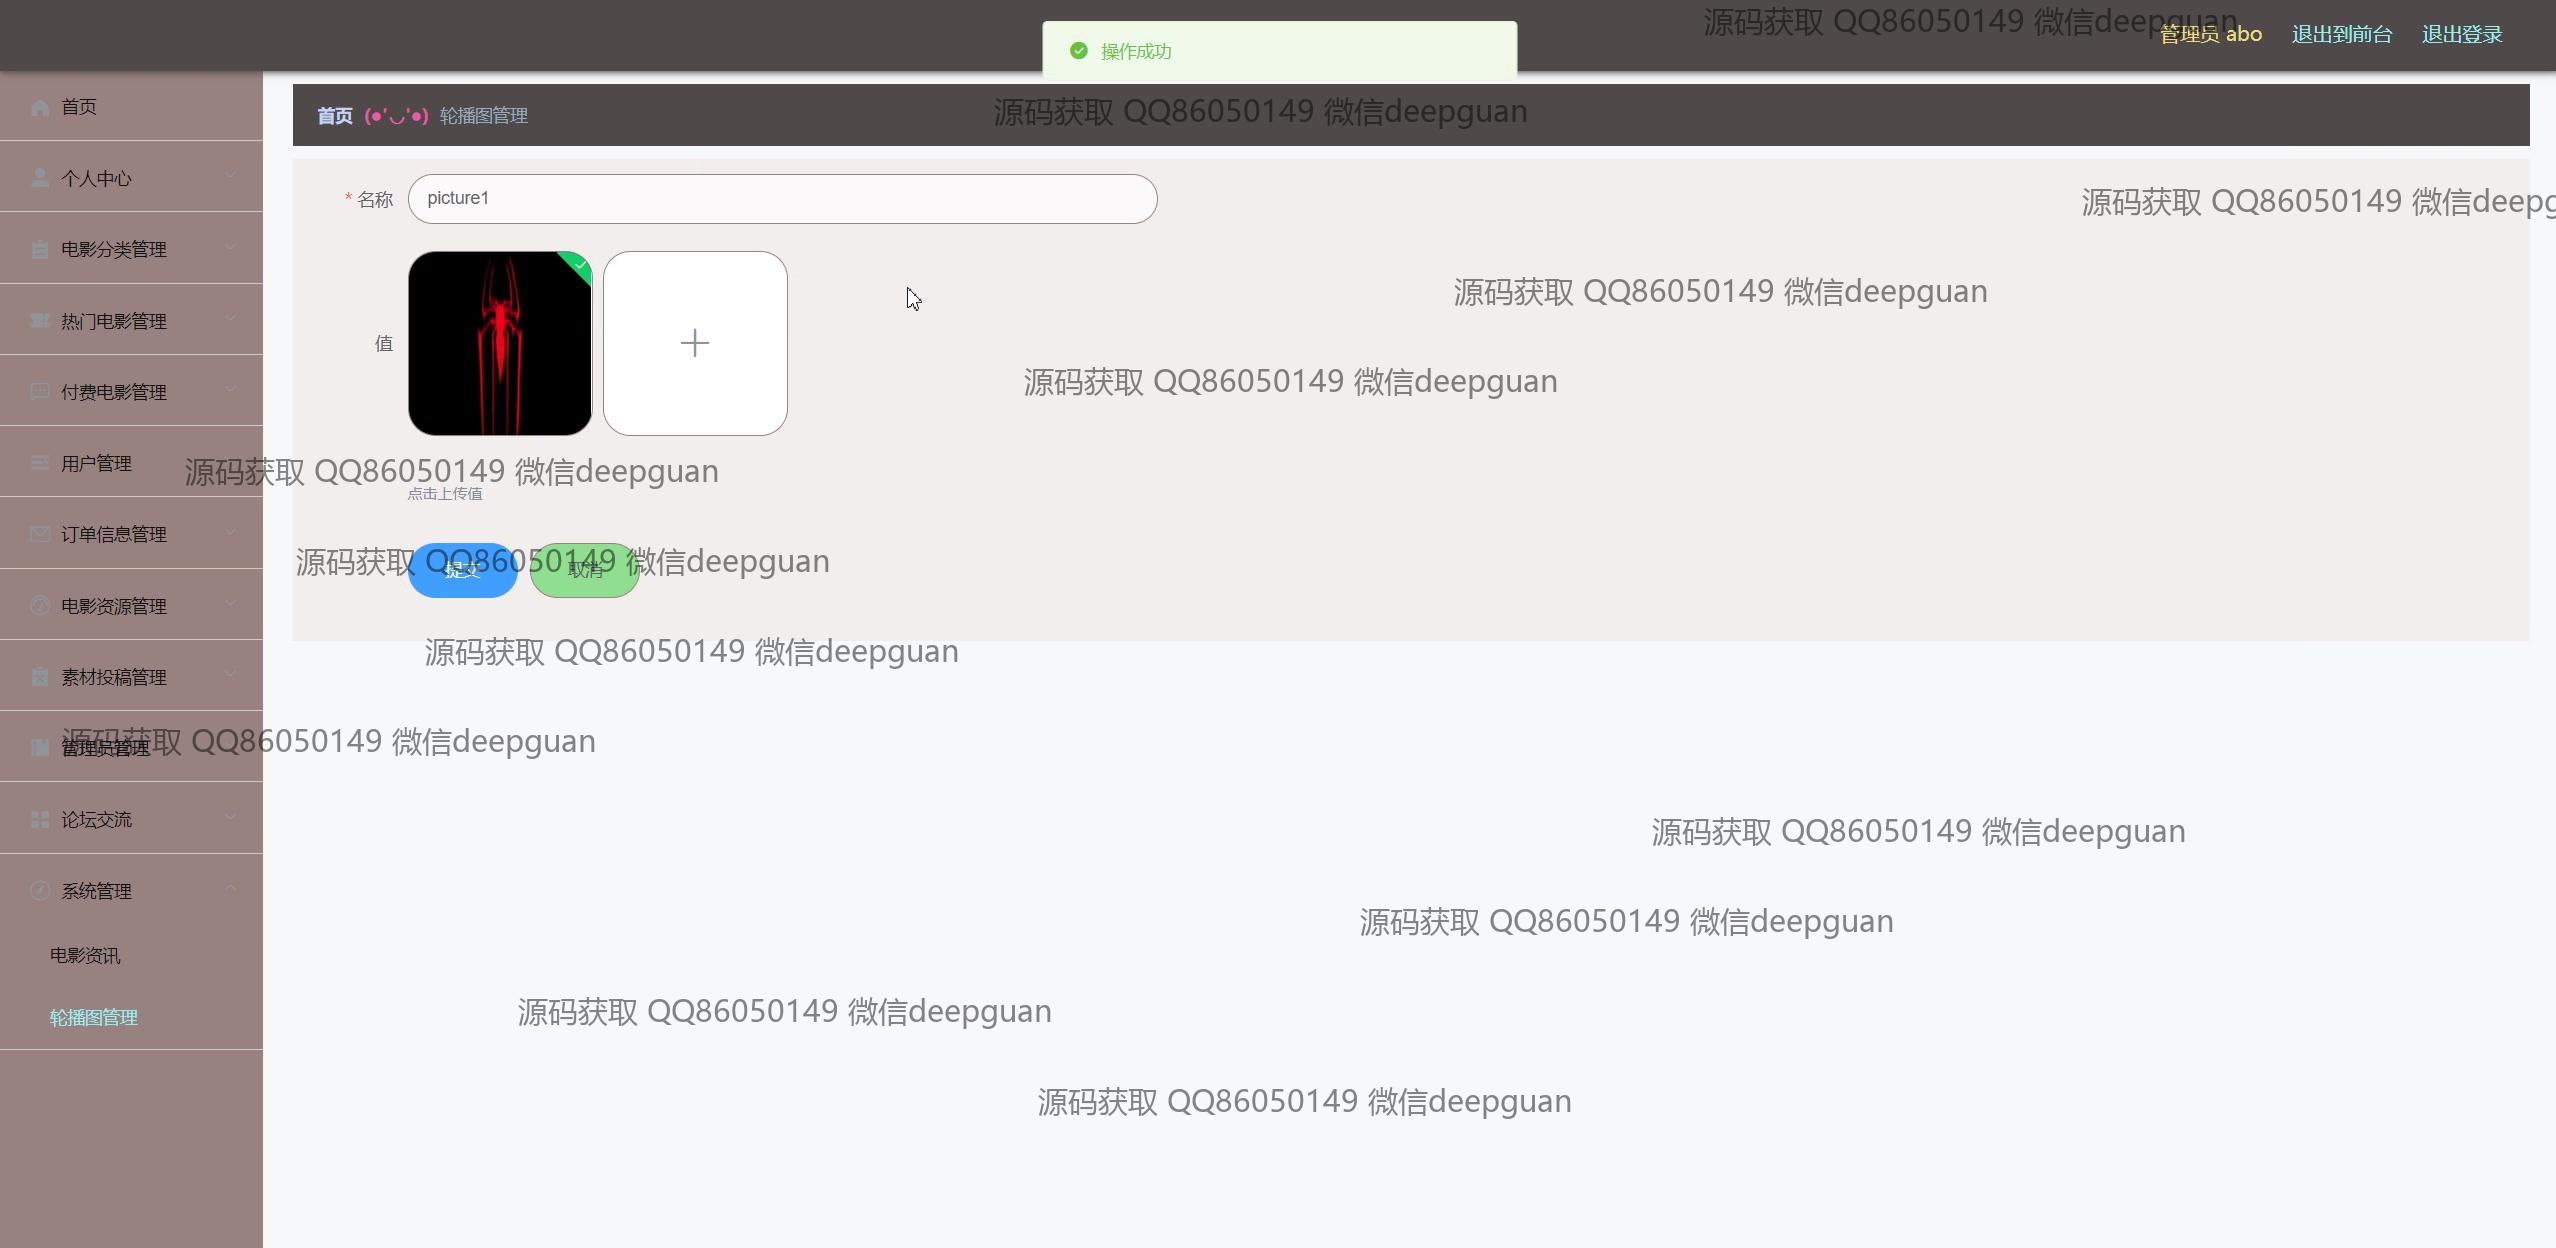 源码获取 QQ86050149 微信deepguan
操作成功
管理员 abo
退出到前台
退出登录
首页
个人中心
电影分类管理
热门电影管理
付费电影管理
用户管理
订单信息管理
电影资源管理
素材投稿管理
管理员管理
论坛交流
系统管理
电影资讯
轮播图管理
首页 (●'◡'●) 轮播图管理
源码获取 QQ86050149 微信deepguan
* 名称
picture1
源码获取 QQ86050149 微信deepg
源码获取 QQ86050149 微信deepguan
值
源码获取 QQ86050149 微信deepguan
源码获取 QQ86050149 微信deepguan
点击上传值
源码获取 QQ86050149 微信deepguan
提交
取消
源码获取 QQ86050149 微信deepguan
源码获取 QQ86050149 微信deepguan
源码获取 QQ86050149 微信deepguan
源码获取 QQ86050149 微信deepguan
源码获取 QQ86050149 微信deepguan
源码获取 QQ86050149 微信deepguan